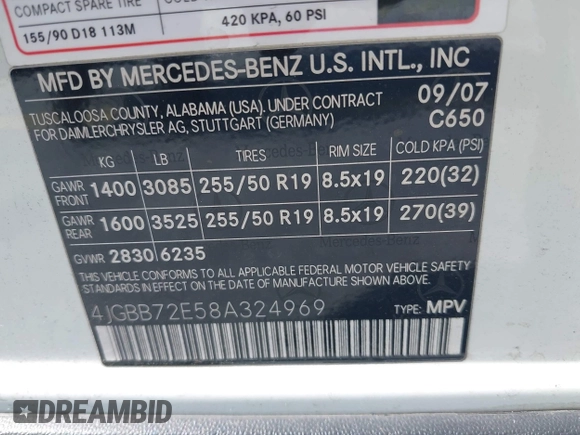 COMPACT SPARE TIRE
155/90 D18 113M 420 KPA, 60 PSI
MFD BY MERCEDES-BENZ U.S. INTL., INC
TUSCALOOSA COUNTY, ALABAMA (USA). UNDER CONTRACT 09/07
FOR DAIMLERCHRYSLER AG, STUTTGART (GERMANY) C650
KG LB TIRES RIM SIZE COLD KPA (PSI)
GAWR FRONT 1400 3085 255/50 R19 8.5x19 220(32)
GAWR REAR 1600 3525 255/50 R19 8.5x19 270(39)
GVWR 2830 6235
THIS VEHICLE CONFORMS TO ALL APPLICABLE FEDERAL MOTOR VEHICLE SAFETY
STANDARDS IN EFFECT ON THE DATE OF MANUFACTURE SHOWN ABOVE.
4JGBB72E58A324969 TYPE: MPV
DREAMBID